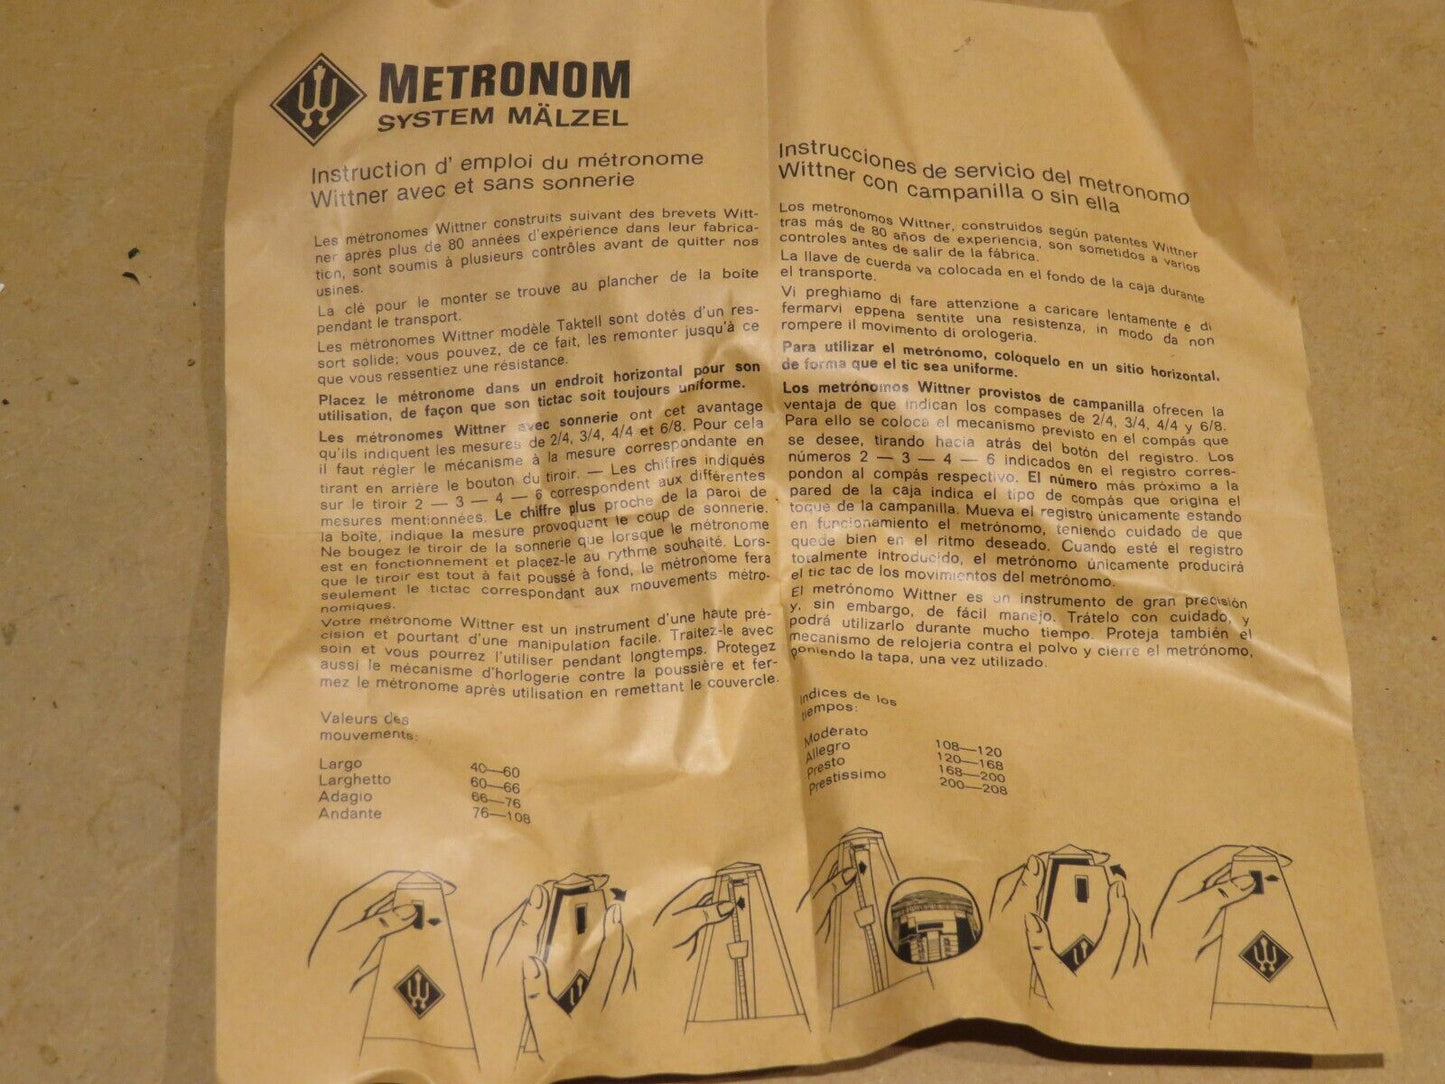 METRONOM
SYSTEM MÄLZEL
Instruction d' emploi du métronome
Wittner avec et sans sonnerie
Les métronomes Wittner construits suivant des brevets Witt-
ner après plus de 80 années d'expérience dans leur fabrica-
tion, sont soumis à plusieurs contrôles avant de quitter nos
usines.
La clé pour le monter se trouve au plancher de la boîte
pendant le transport.
Les métronomes Wittner modèle Taktell sont dotés d'un res-
sort solide; vous pouvez, de ce fait, les remonter jusqu'à ce
que vous ressentiez une résistance.
Placez le métronome dans un endroit horizontal pour son
utilisation, de façon que son tictac soit toujours uniforme.
Les métronomes Wittner avec sonnerie ont cet avantage
qu'ils indiquent les mesures de 2/4, 3/4, 4/4 et 6/8. Pour cela
il faut régler le mécanisme à la mesure correspondante en
tirant en arrière le bouton du tiroir. — Les chiffres indiqués
sur le tiroir 2 — 3 — 4 — 6 correspondent aux différentes
mesures mentionnées. Le chiffre plus proche de la paroi de
la boîte, indique la mesure provoquant le coup de sonnerie.
Ne bougez le tiroir de la sonnerie que lorsque le métronome
est en fonctionnement et placez-le au rythme souhaité. Lors-
que le tiroir est tout à fait poussé à fond, le métronome fera
seulement le tictac correspondant aux mouvements métro-
nomiques.
Votre métronome Wittner est un instrument d'une haute pré-
cision et pourtant d'une manipulation facile. Traitez-le avec
soin et vous pourrez l'utiliser pendant longtemps. Protegez
aussi le mécanisme d'horlogerie contre la poussière et fer-
mez le métronome après utilisation en remettant le couvercle.
Valeurs des
mouvements:
Largo 40—60
Larghetto 60—66
Adagio 66—76
Andante 76—108
Instrucciones de servicio del metronomo
Wittner con campanilla o sin ella
Los metronomos Wittner, construidos según patentes Wittner
tras más de 80 años de experiencia, son sometidos a varios
controles antes de salir de la fábrica.
La llave de cuerda va colocada en el fondo de la caja durante
el transporte.
Vi preghiamo di fare attenzione a caricare lentamente e di
fermarvi eppena sentite una resistenza, in modo da non
rompere il movimento di orologeria.
Para utilizar el metrónomo, colóquelo en un sitio horizontal,
de forma que el tic sea uniforme.
Los metrónomos Wittner provistos de campanilla ofrecen la
ventaja de que indican los compases de 2/4, 3/4, 4/4 y 6/8.
Para ello se coloca el mecanismo previsto en el compás que
se desee, tirando hacia atrás del botón del registro. Los
números 2 — 3 — 4 — 6 indicados en el registro corres-
pondon al compás respectivo. El número más próximo a la
pared de la caja indica el tipo de compás que origina el
toque de la campanilla. Mueva el registro únicamente estando
en funcionamiento el metrónomo, teniendo cuidado de que
quede bien en el ritmo deseado. Cuando esté el registro
totalmente introducido, el metrónomo únicamente producirá
el tic tac de los movimientos del metrónomo.
El metrónomo Wittner es un instrumento de gran precisión
y, sin embargo, de fácil manejo. Trátelo con cuidado, y
podrá utilizarlo durante mucho tiempo. Proteja también el
mecanismo de relojeria contra el polvo y cierre el metrónomo,
poniendo la tapa, una vez utilizado.
Indices de los
tiempos:
Moderato 108—120
Allegro 120—168
Presto 168—200
Prestissimo 200—208